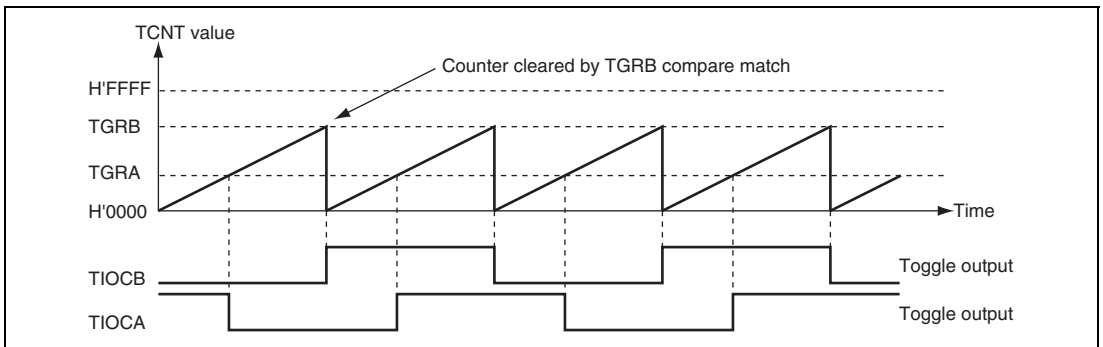 TCNT value
Counter cleared by TGRB compare match
H'FFFF
TGRB
TGRA
H'0000
Time
TIOCB
Toggle output
TIOCA
Toggle output